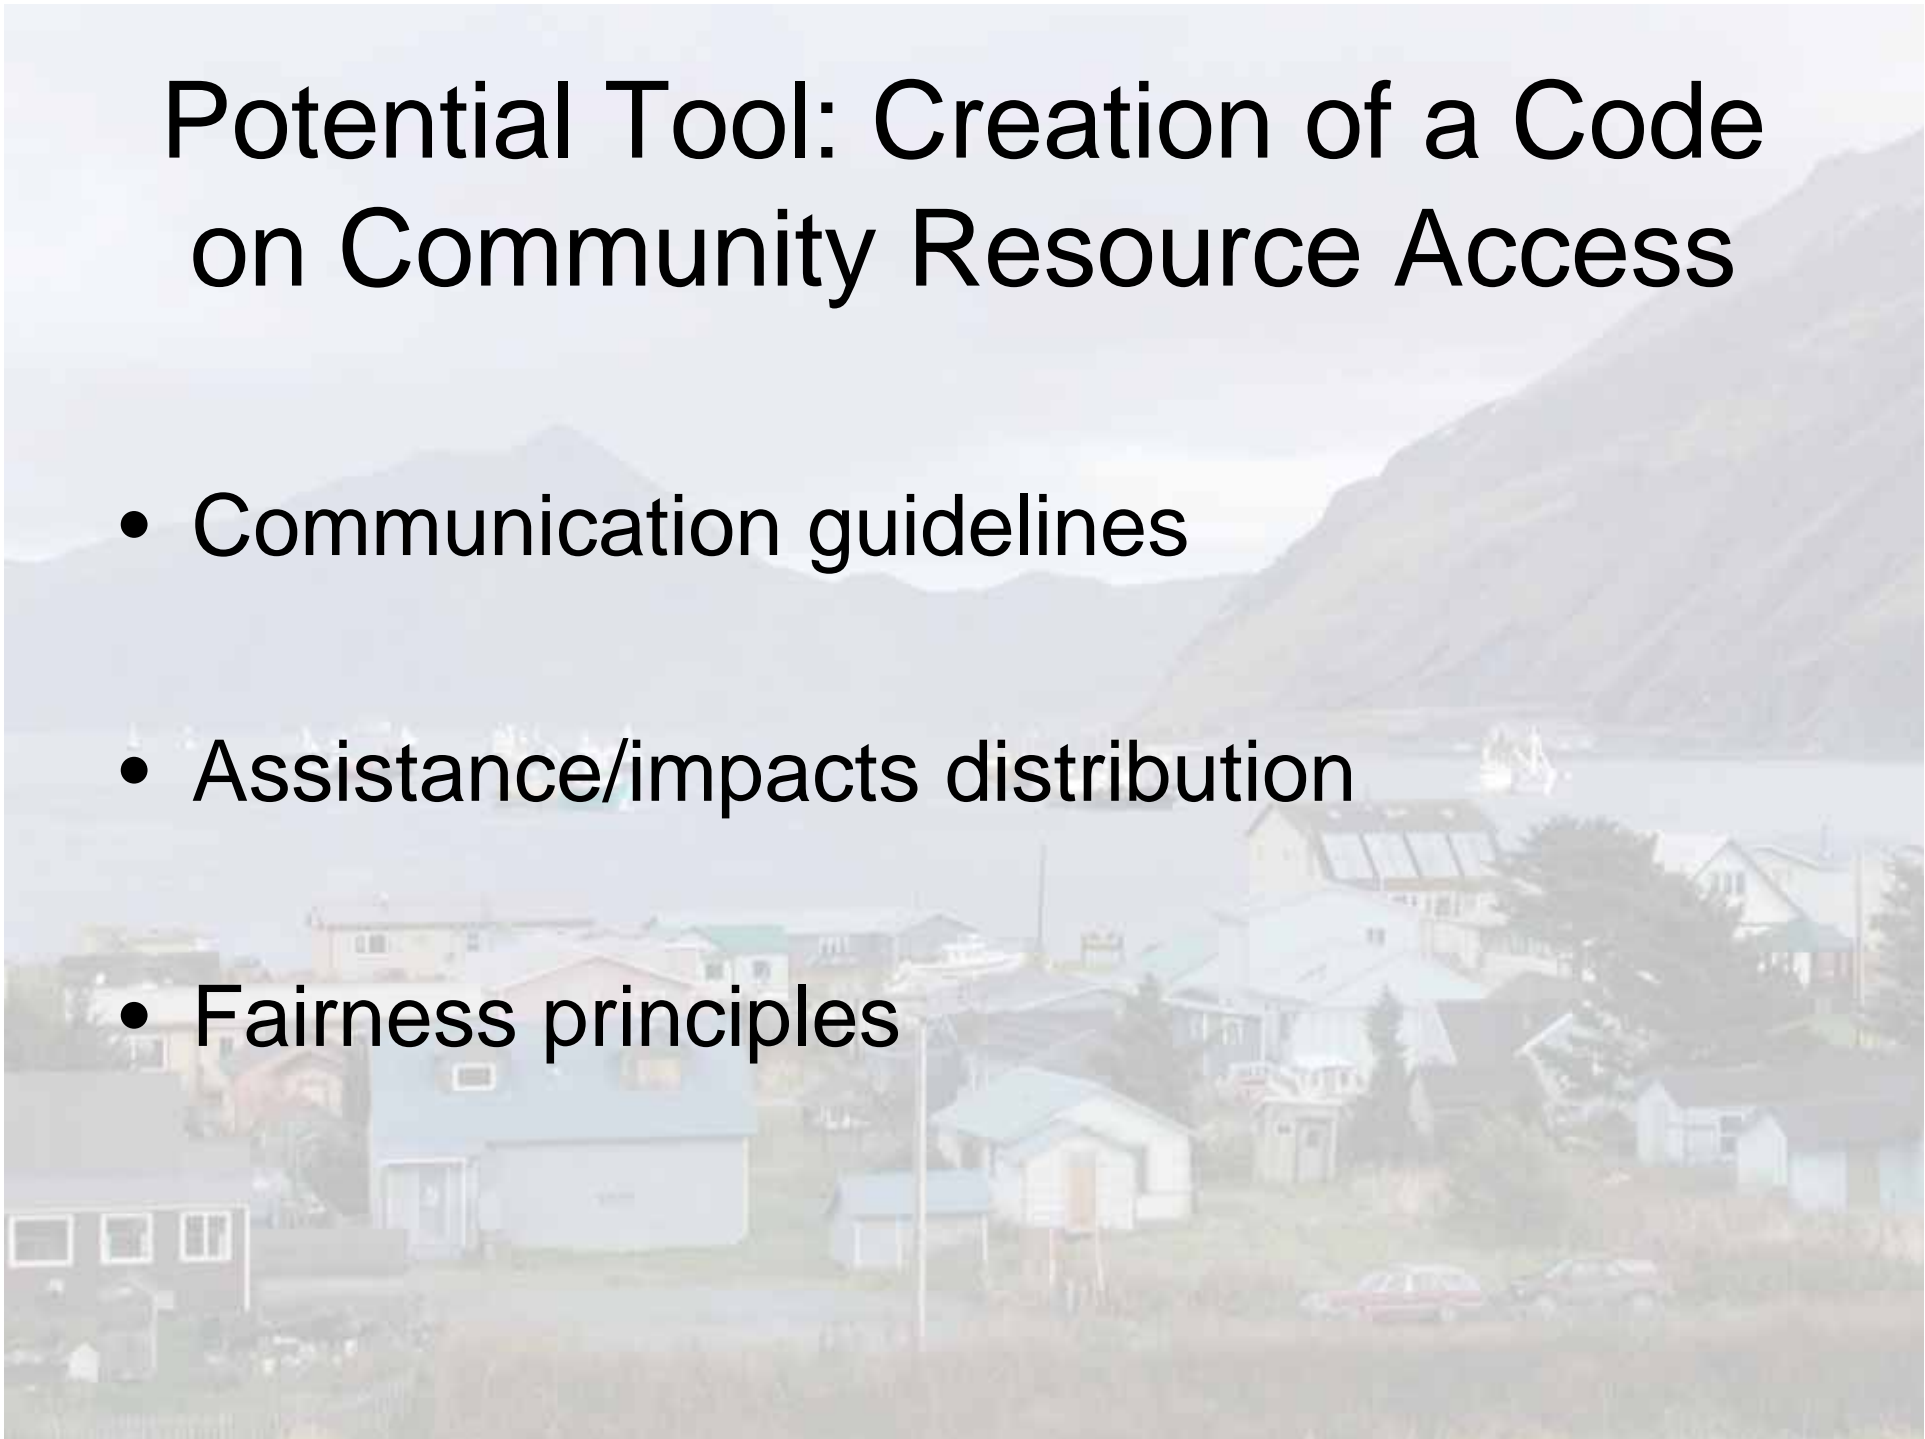 Potential Tool: Creation of a Code
on Community Resource Access
• Communication guidelines
• Assistance/impacts distribution
• Fairness principles